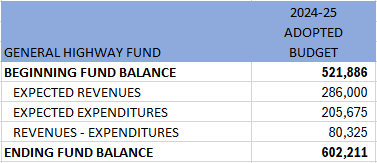 2024-25
ADOPTED
GENERAL HIGHWAY FUND BUDGET
BEGINNING FUND BALANCE 521,886
EXPECTED REVENUES 286,000
EXPECTED EXPENDITURES 205,675
REVENUES - EXPENDITURES 80,325
ENDING FUND BALANCE 602,211